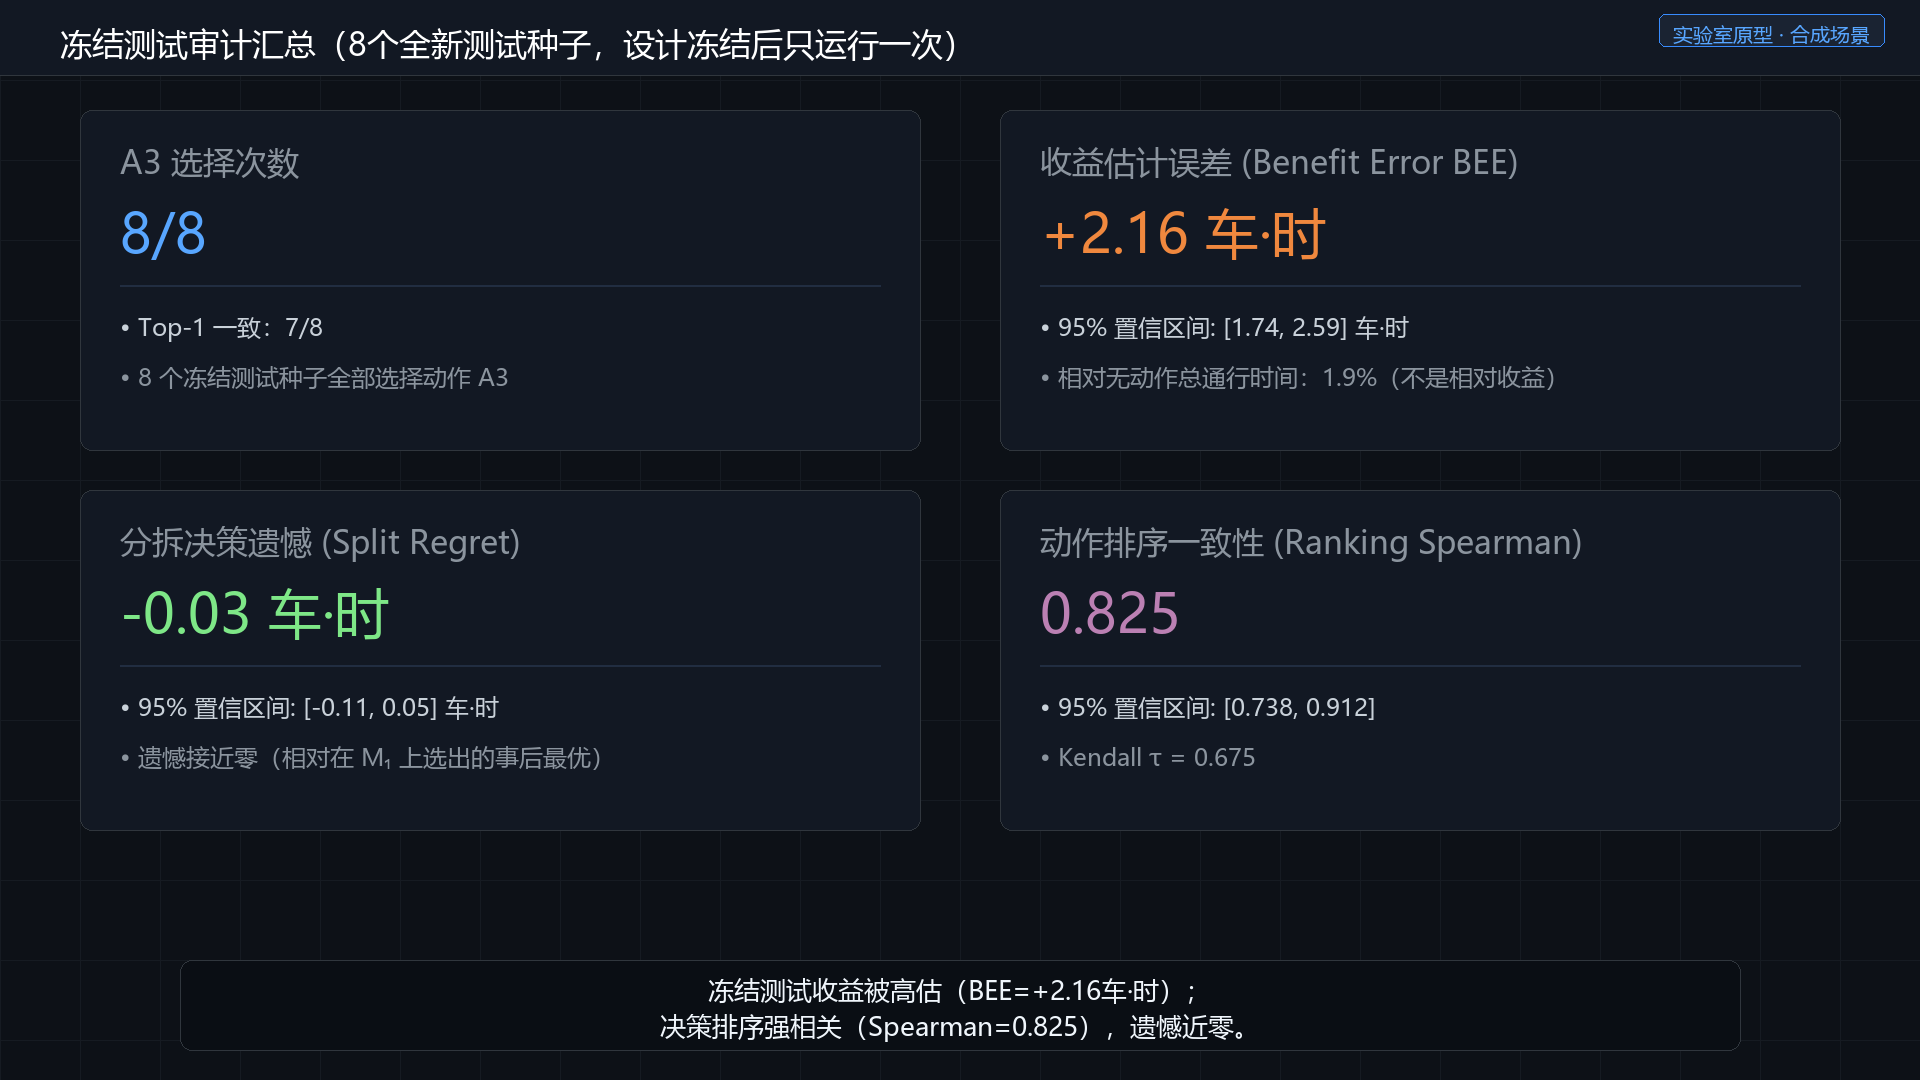 冻结测试审计汇总（8个全新测试种子，设计冻结后只运行一次）
实验室原型 · 合成场景
A3 选择次数
8/8
• Top-1 一致：7/8
• 8 个冻结测试种子全部选择动作 A3
收益估计误差 (Benefit Error BEE)
+2.16 车·时
• 95% 置信区间: [1.74, 2.59] 车·时
• 相对无动作总通行时间：1.9%（不是相对收益）
分拆决策遗憾 (Split Regret)
-0.03 车·时
• 95% 置信区间: [-0.11, 0.05] 车·时
• 遗憾接近零（相对在 M₁ 上选出的事后最优）
动作排序一致性 (Ranking Spearman)
0.825
• 95% 置信区间: [0.738, 0.912]
• Kendall τ = 0.675
冻结测试收益被高估（BEE=+2.16车·时）；
决策排序强相关（Spearman=0.825），遗憾近零。